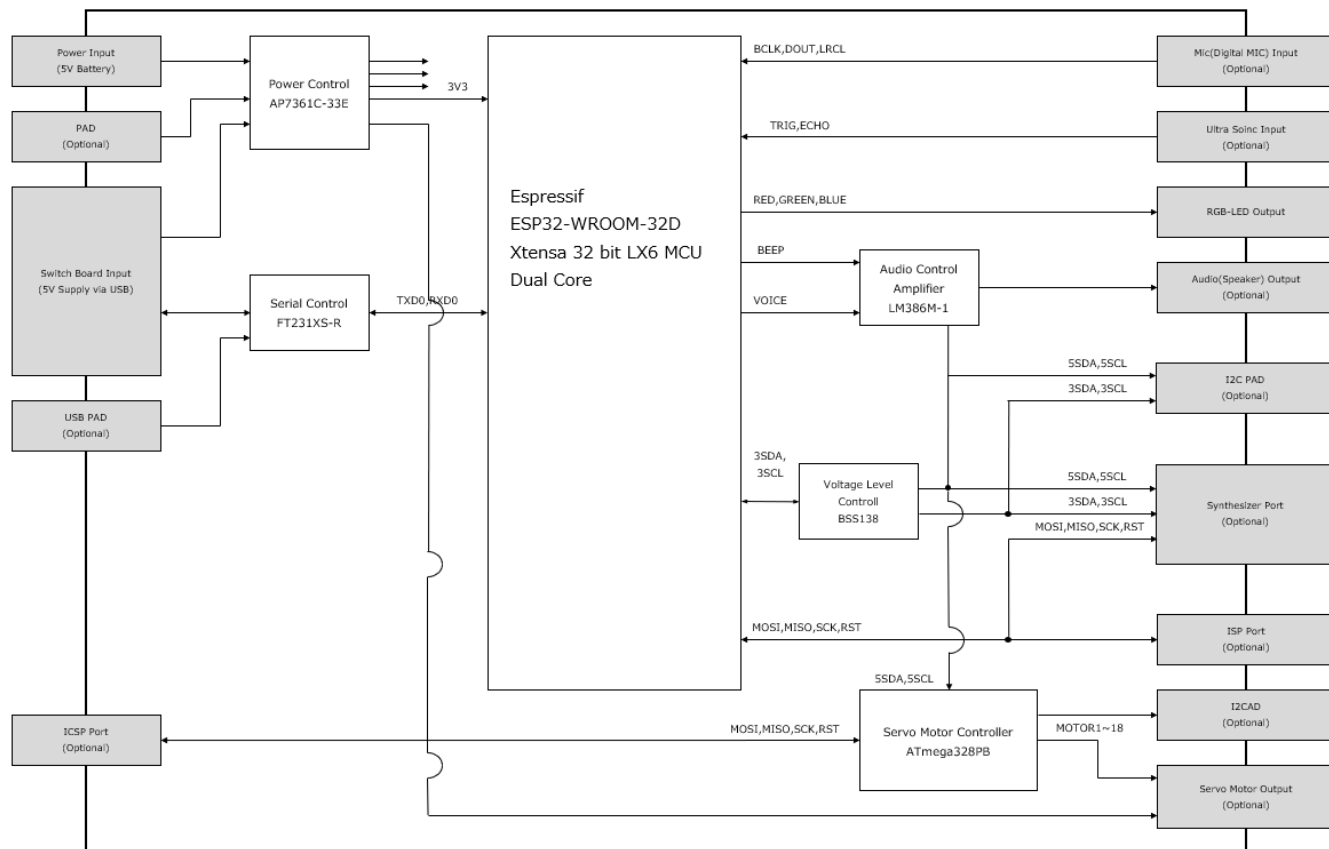 Power Input
(5V Battery)
PAD
(Optional)
Switch Board Input
(5V Supply via USB)
USB PAD
(Optional)
ICSP Port
(Optional)
Power Control
AP7361C-33E
3V3
Serial Control
FT231XS-R
TXD0,RXD0
Espressif
ESP32-WROOM-32D
Xtensa 32 bit LX6 MCU
Dual Core
BCLK,DOUT,LRCL
TRIG,ECHO
RED,GREEN,BLUE
BEEP
VOICE
Audio Control
Amplifier
LM386M-1
5SDA,5SCL
3SDA,3SCL
3SDA,
3SCL
Voltage Level
Controll
BSS138
5SDA,5SCL
3SDA,3SCL
MOSI,MISO,SCK,RST
MOSI,MISO,SCK,RST
5SDA,5SCL
MOSI,MISO,SCK,RST
Servo Motor Controller
ATmega328PB
MOTOR1~18
Mic(Digital MIC) Input
(Optional)
Ultra Soinc Input
(Optional)
RGB-LED Output
Audio(Speaker) Output
(Optional)
I2C PAD
(Optional)
Synthesizer Port
(Optional)
ISP Port
(Optional)
I2CAD
(Optional)
Servo Motor Output
(Optional)